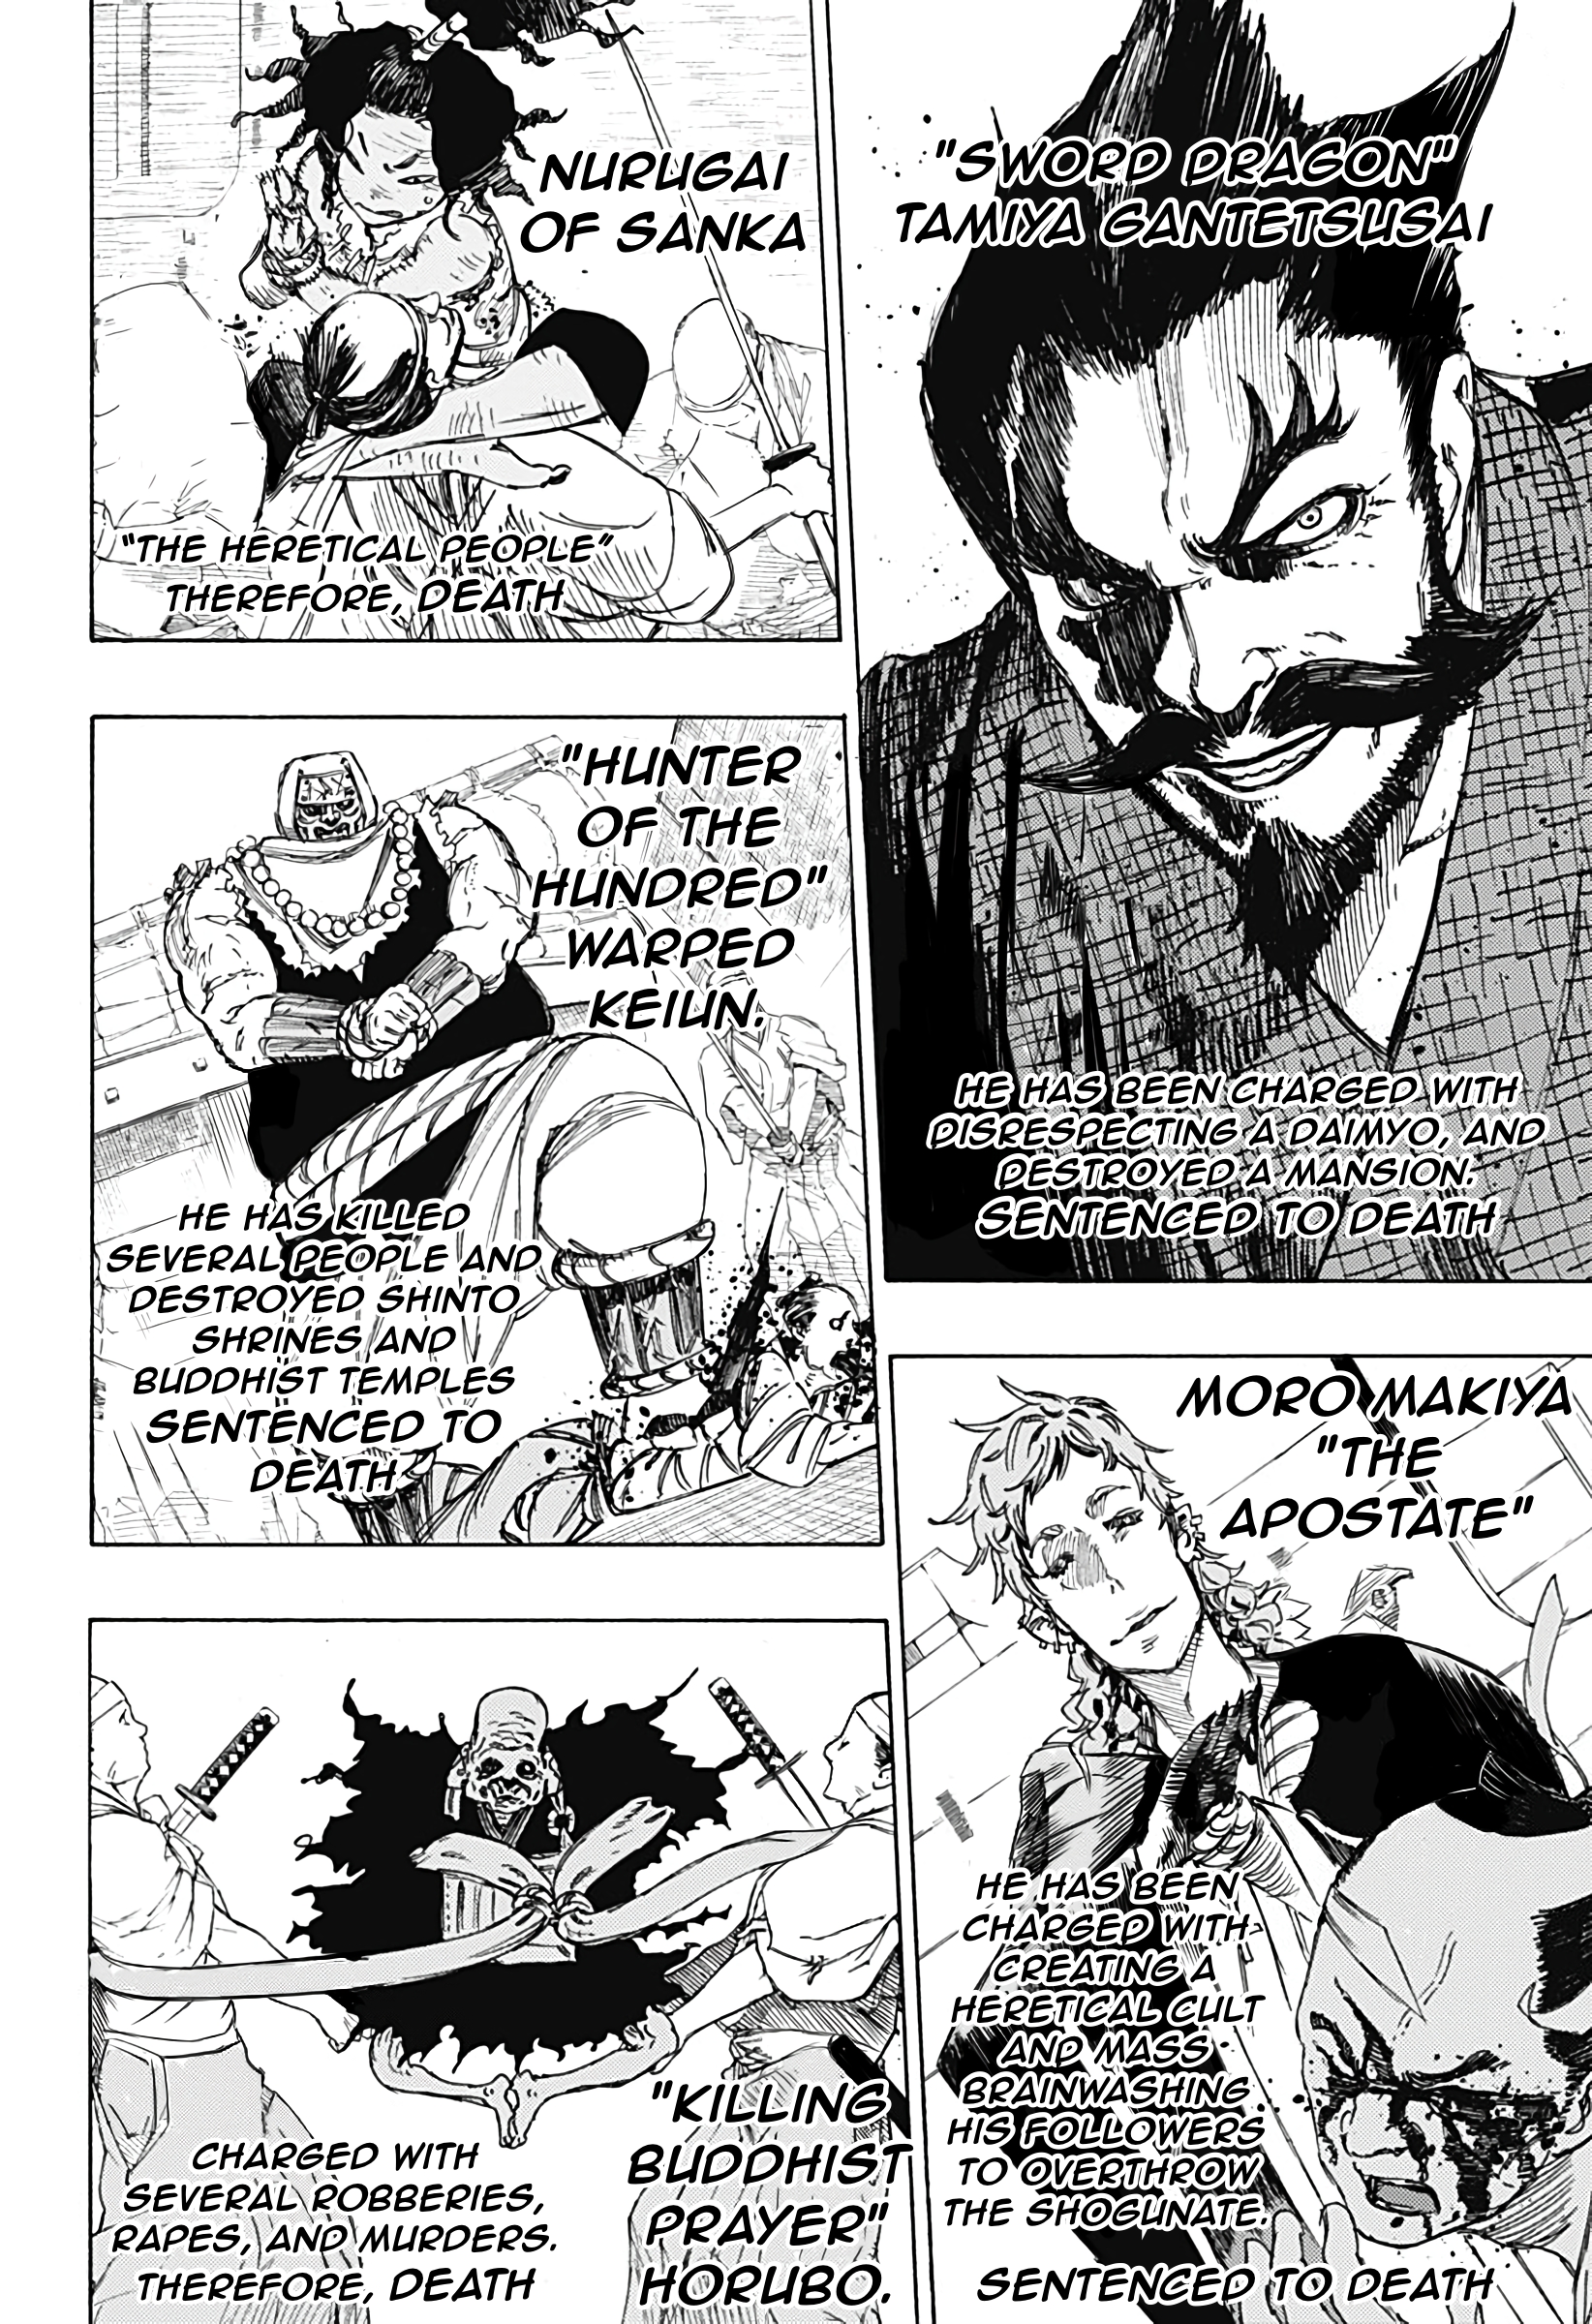 "SWORD DRAGON"
TAMIYA GANTETSUSAI
HE HAS BEEN CHARGED WITH
DISRESPECTING A DAIMYO, AND
DESTROYED A MANSION.
SENTENCED TO DEATH
NURUGAI
OF SANKA
"THE HERETICAL PEOPLE"
THEREFORE, DEATH
"HUNTER
OF THE
HUNDRED"
WARPED
KEIUN.
HE HAS KILLED
SEVERAL PEOPLE AND
DESTROYED SHINTO
SHRINES AND
BUDDHIST TEMPLES
SENTENCED TO
DEATH
MORO MAKIYA
"THE
APOSTATE"
HE HAS BEEN
CHARGED WITH
CREATING A
HERETICAL CULT
AND MASS
BRAINWASHING
HIS FOLLOWERS
TO OVERTHROW
THE SHOGUNATE.
SENTENCED TO DEATH
"KILLING
BUDDHIST
PRAYER"
HORUBO.
CHARGED WITH
SEVERAL ROBBERIES,
RAPES, AND MURDERS.
THEREFORE, DEATH